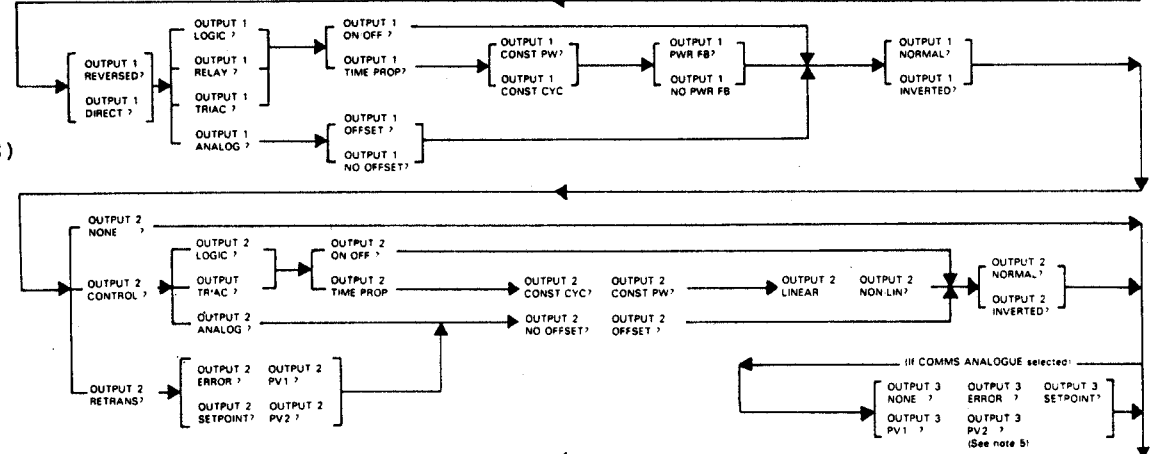 OUTPUT 1
REVERSED?
OUTPUT 1
DIRECT ?
OUTPUT 1
LOGIC ?
OUTPUT 1
RELAY ?
OUTPUT 1
TRIAC ?
OUTPUT 1
ANALOG ?
OUTPUT 1
ON OFF ?
OUTPUT 1
TIME PROP?
OUTPUT 1
OFFSET ?
OUTPUT 1
NO OFFSET?
OUTPUT 1
CONST PW?
OUTPUT 1
CONST CYC
OUTPUT 1
PWR FB?
OUTPUT 1
NO PWR FB
OUTPUT 1
NORMAL?
OUTPUT 1
INVERTED?
)
OUTPUT 2
NONE ?
OUTPUT 2
CONTROL ?
OUTPUT 2
RETRANS?
OUTPUT 2
LOGIC ?
OUTPUT
TR'AC ?
OUTPUT 2
ANALOG ?
OUTPUT 2
ON OFF ?
OUTPUT 2
TIME PROP
OUTPUT 2
CONST CYC?
OUTPUT 2
CONST PW?
OUTPUT 2
LINEAR
OUTPUT 2
NON-LIN?
OUTPUT 2
NO OFFSET?
OUTPUT 2
OFFSET ?
OUTPUT 2
NORMAL?
OUTPUT 2
INVERTED?
OUTPUT 2
ERROR ?
OUTPUT 2
PV1 ?
OUTPUT 2
SETPOINT?
OUTPUT 2
PV2 ?
(If COMMS ANALOGUE selected)
OUTPUT 3
NONE ?
OUTPUT 3
ERROR ?
OUTPUT 3
SETPOINT?
OUTPUT 3
PV1 ?
OUTPUT 3
PV2 ?
(See note 5)